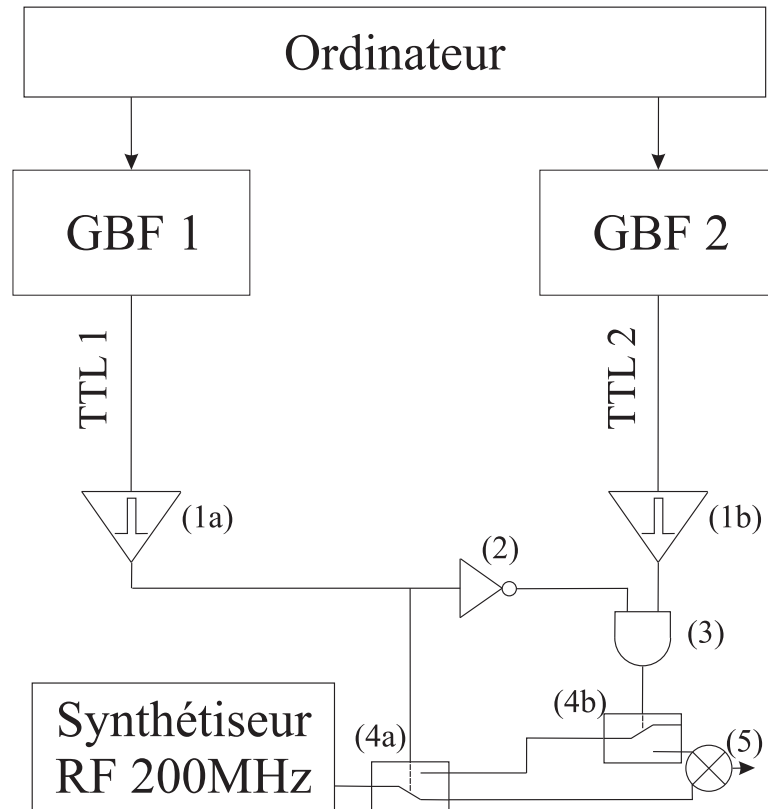 Ordinateur
GBF 1
GBF 2
TTL 1
TTL 2
(1a)
(1b)
(2)
(3)
Synthétiseur
RF 200MHz
(4a)
(4b)
(5)